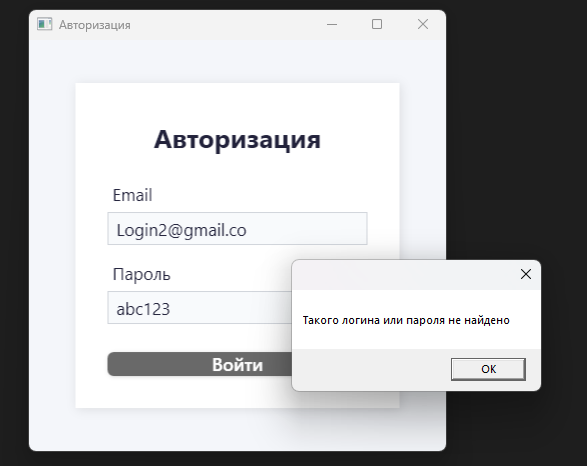 Авторизация
Авторизация
Email
Login2@gmail.co
Пароль
abc123
Такого логина или пароля не найдено
OK
Войти